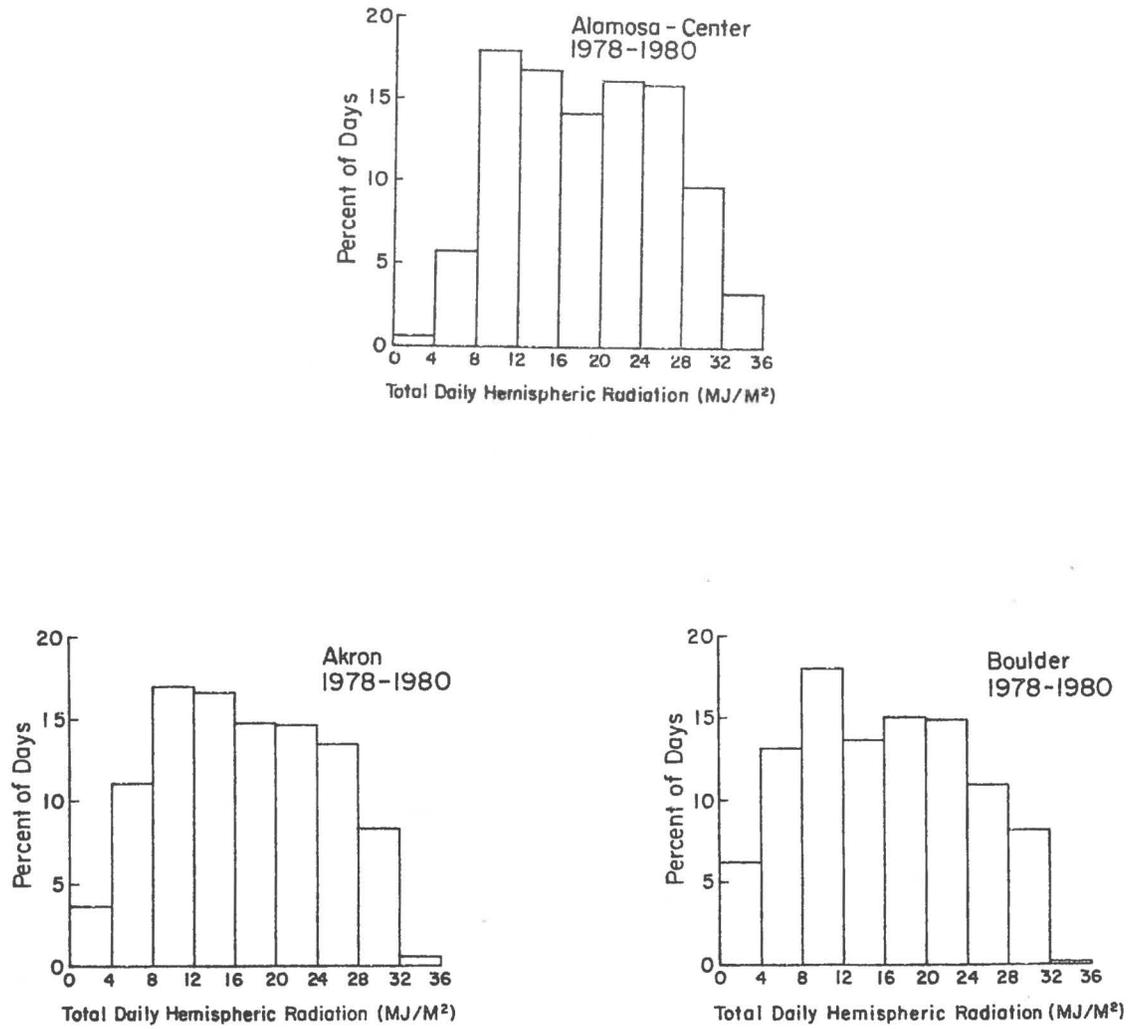 Alamosa - Center
1978-1980
Percent of Days
20
15
10
5
0
0 4 8 12 16 20 24 28 32 36
Total Daily Hemispheric Radiation (MJ/M²)
Akron
1978-1980
Percent of Days
20
15
10
5
0
0 4 8 12 16 20 24 28 32 36
Total Daily Hemispheric Radiation (MJ/M²)
Boulder
1978-1980
Percent of Days
20
15
10
5
0
0 4 8 12 16 20 24 28 32 36
Total Daily Hemispheric Radiation (MJ/M²)